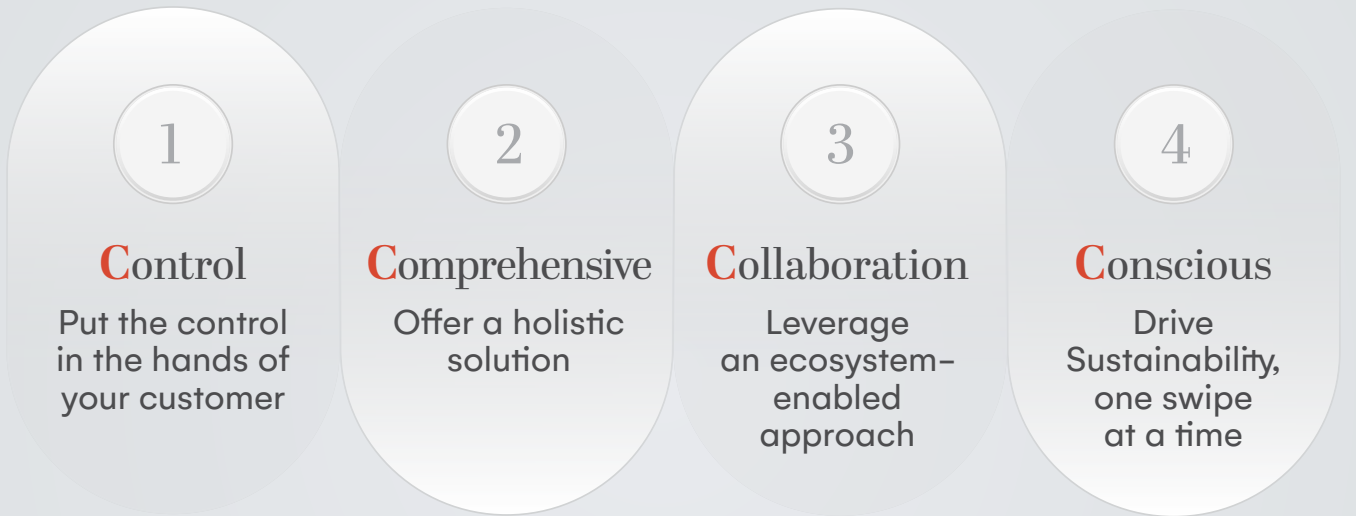 1
Control
Put the control
in the hands of
your customer
2
Comprehensive
Offer a holistic
solution
3
Collaboration
Leverage
an ecosystem-
enabled
approach
4
Conscious
Drive
Sustainability,
one swipe
at a time